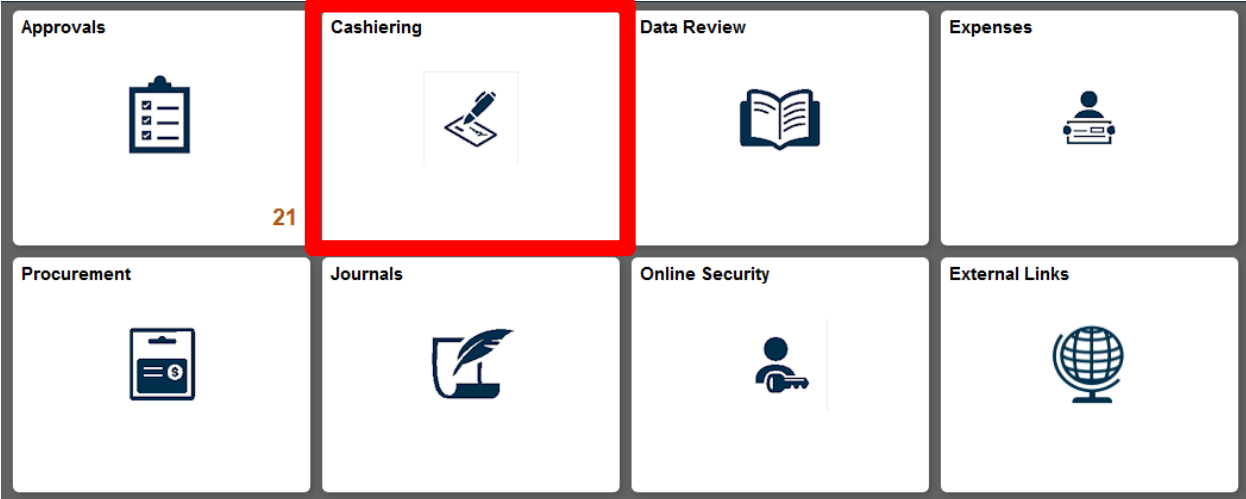 Approvals
Cashiering
Data Review
Expenses
21
Procurement
Journals
Online Security
External Links